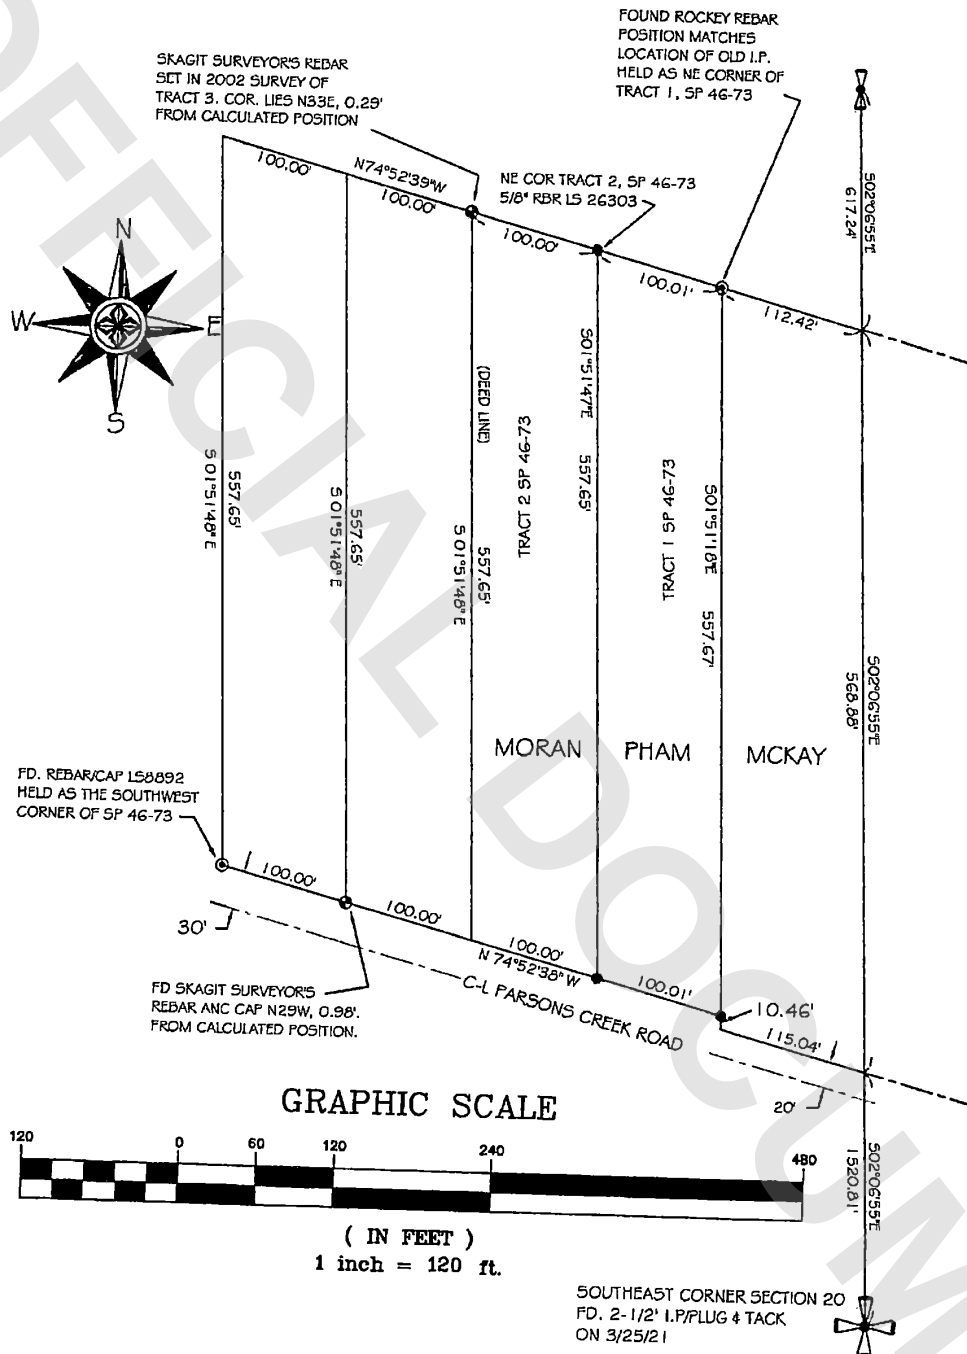 FOUND ROCKEY REBAR
POSITION MATCHES
LOCATION OF OLD I.P.
HELD AS NE CORNER OF
TRACT 1, SP 46-73
SKAGIT SURVEYOR'S REBAR
SET IN 2002 SURVEY OF
TRACT 3. COR. LIES N33E, 0.29'
FROM CALCULATED POSITION
NE COR TRACT 2, SP 46-73
5/8" RBR LS 26303
100.00'
N74°52'39"W
100.00'
100.00'
100.01'
112.42'
S02°06'55"E
617.24'
N
W
E
S
557.65'
S 01°51'48" E
557.65'
S 01°51'48" E
(DEED LINE)
557.65'
S 01°51'48" E
TRACT 2 SP 46-73
S01°51'47"E
557.65'
TRACT 1 SP 46-73
S01°51'18"E
557.67'
S02°06'55"E
568.88'
MORAN
PHAM
MCKAY
FD. REBAR/CAP LS8892
HELD AS THE SOUTHWEST
CORNER OF SP 46-73
100.00'
100.00'
100.00'
N 74°52'38" W
100.01'
10.46'
115.04'
30'
20'
C-L PARSONS CREEK ROAD
FD SKAGIT SURVEYOR'S
REBAR ANC CAP N29W, 0.98'.
FROM CALCULATED POSITION.
GRAPHIC SCALE
120 0 60 120 240 480
( IN FEET )
1 inch = 120 ft.
S02°06'55"E
1520.81'
SOUTHEAST CORNER SECTION 20
FD. 2-1/2' I.P/PLUG & TACK
ON 3/25/21
OFFICIAL DOCUM